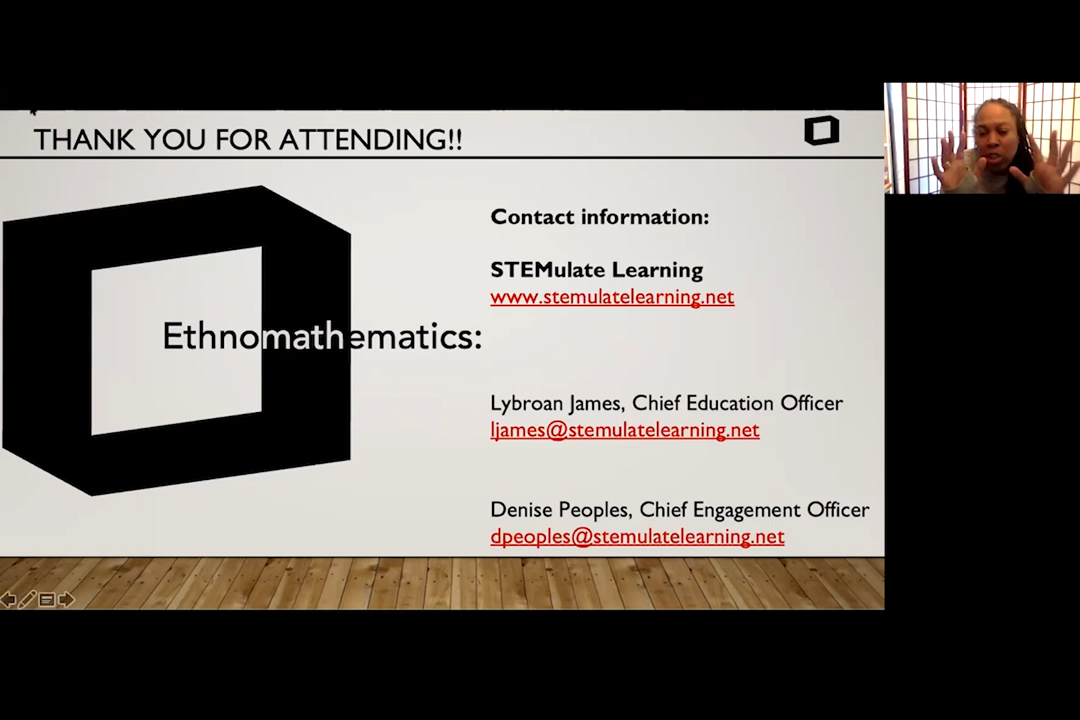 THANK YOU FOR ATTENDING!!
Ethnomathematics:
Contact information:
STEMulate Learning
www.stemulatelearning.net
Lybroan James, Chief Education Officer
ljames@stemulatelearning.net
Denise Peoples, Chief Engagement Officer
dpeoples@stemulatelearning.net